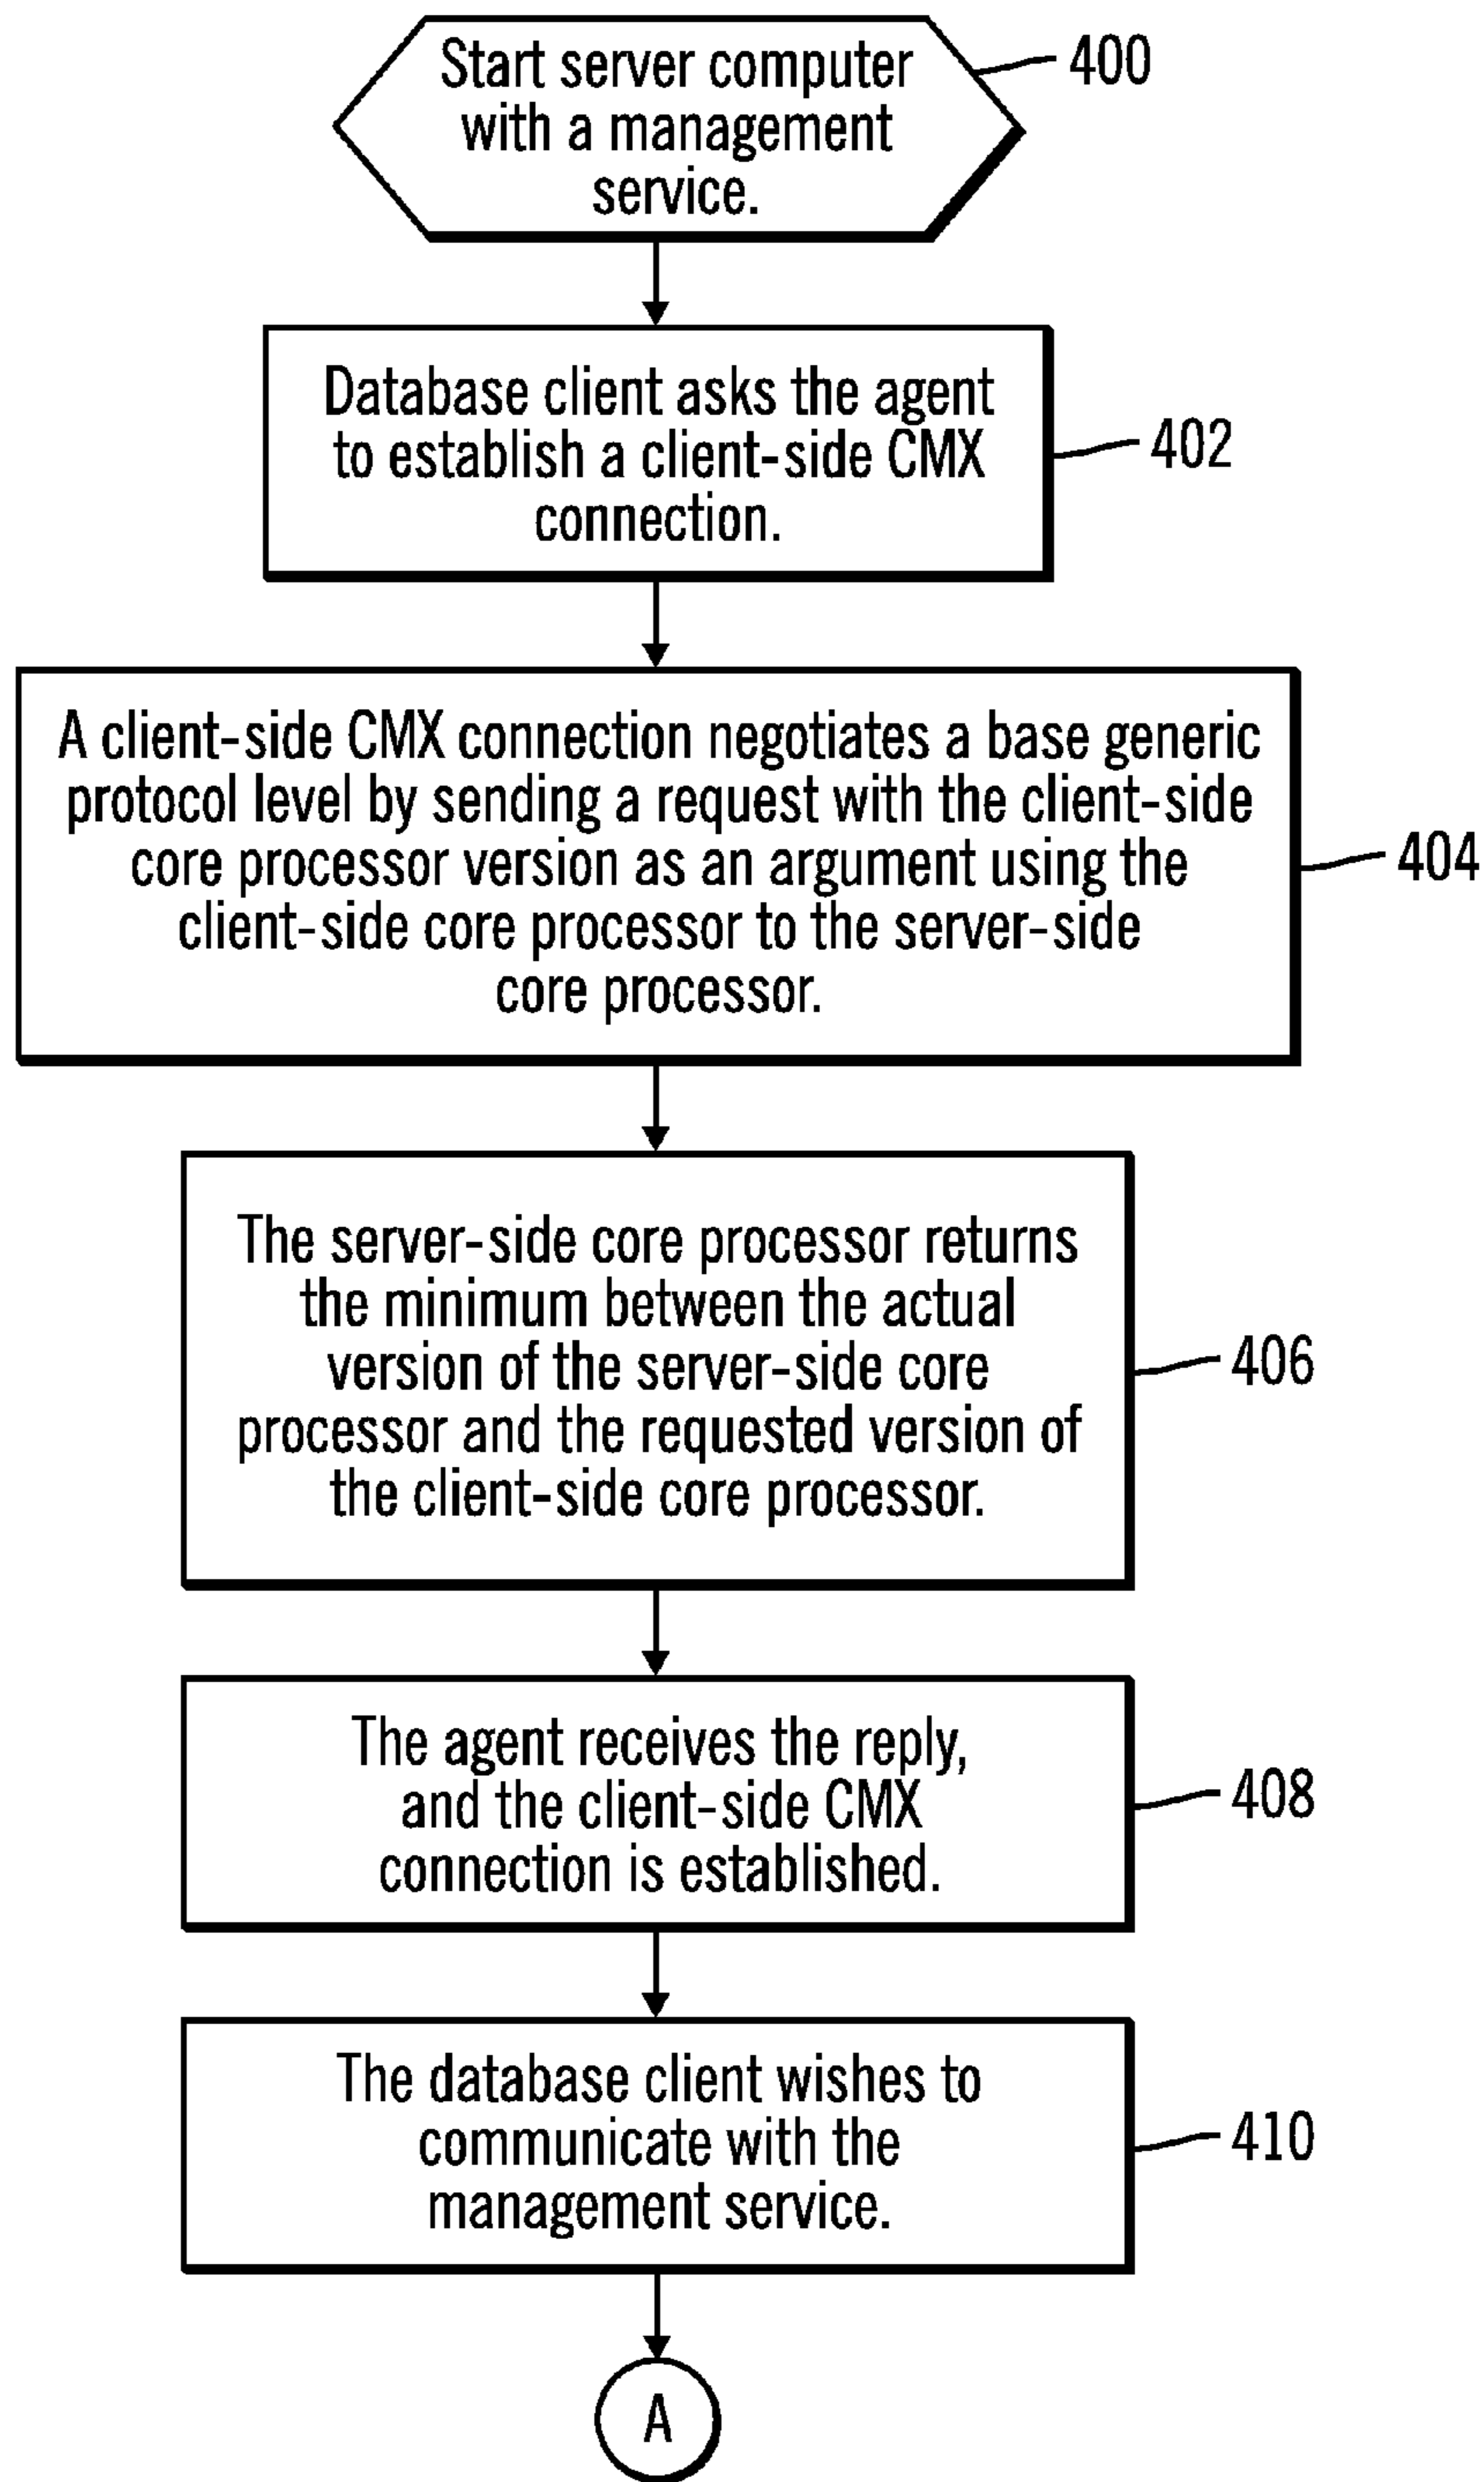 Start server computer
with a management
service.
400
Database client asks the agent
to establish a client-side CMX
connection.
402
A client-side CMX connection negotiates a base generic
protocol level by sending a request with the client-side
core processor version as an argument using the
client-side core processor to the server-side
core processor.
404
The server-side core processor returns
the minimum between the actual
version of the server-side core
processor and the requested version of
the client-side core processor.
406
The agent receives the reply,
and the client-side CMX
connection is established.
408
The database client wishes to
communicate with the
management service.
410
A